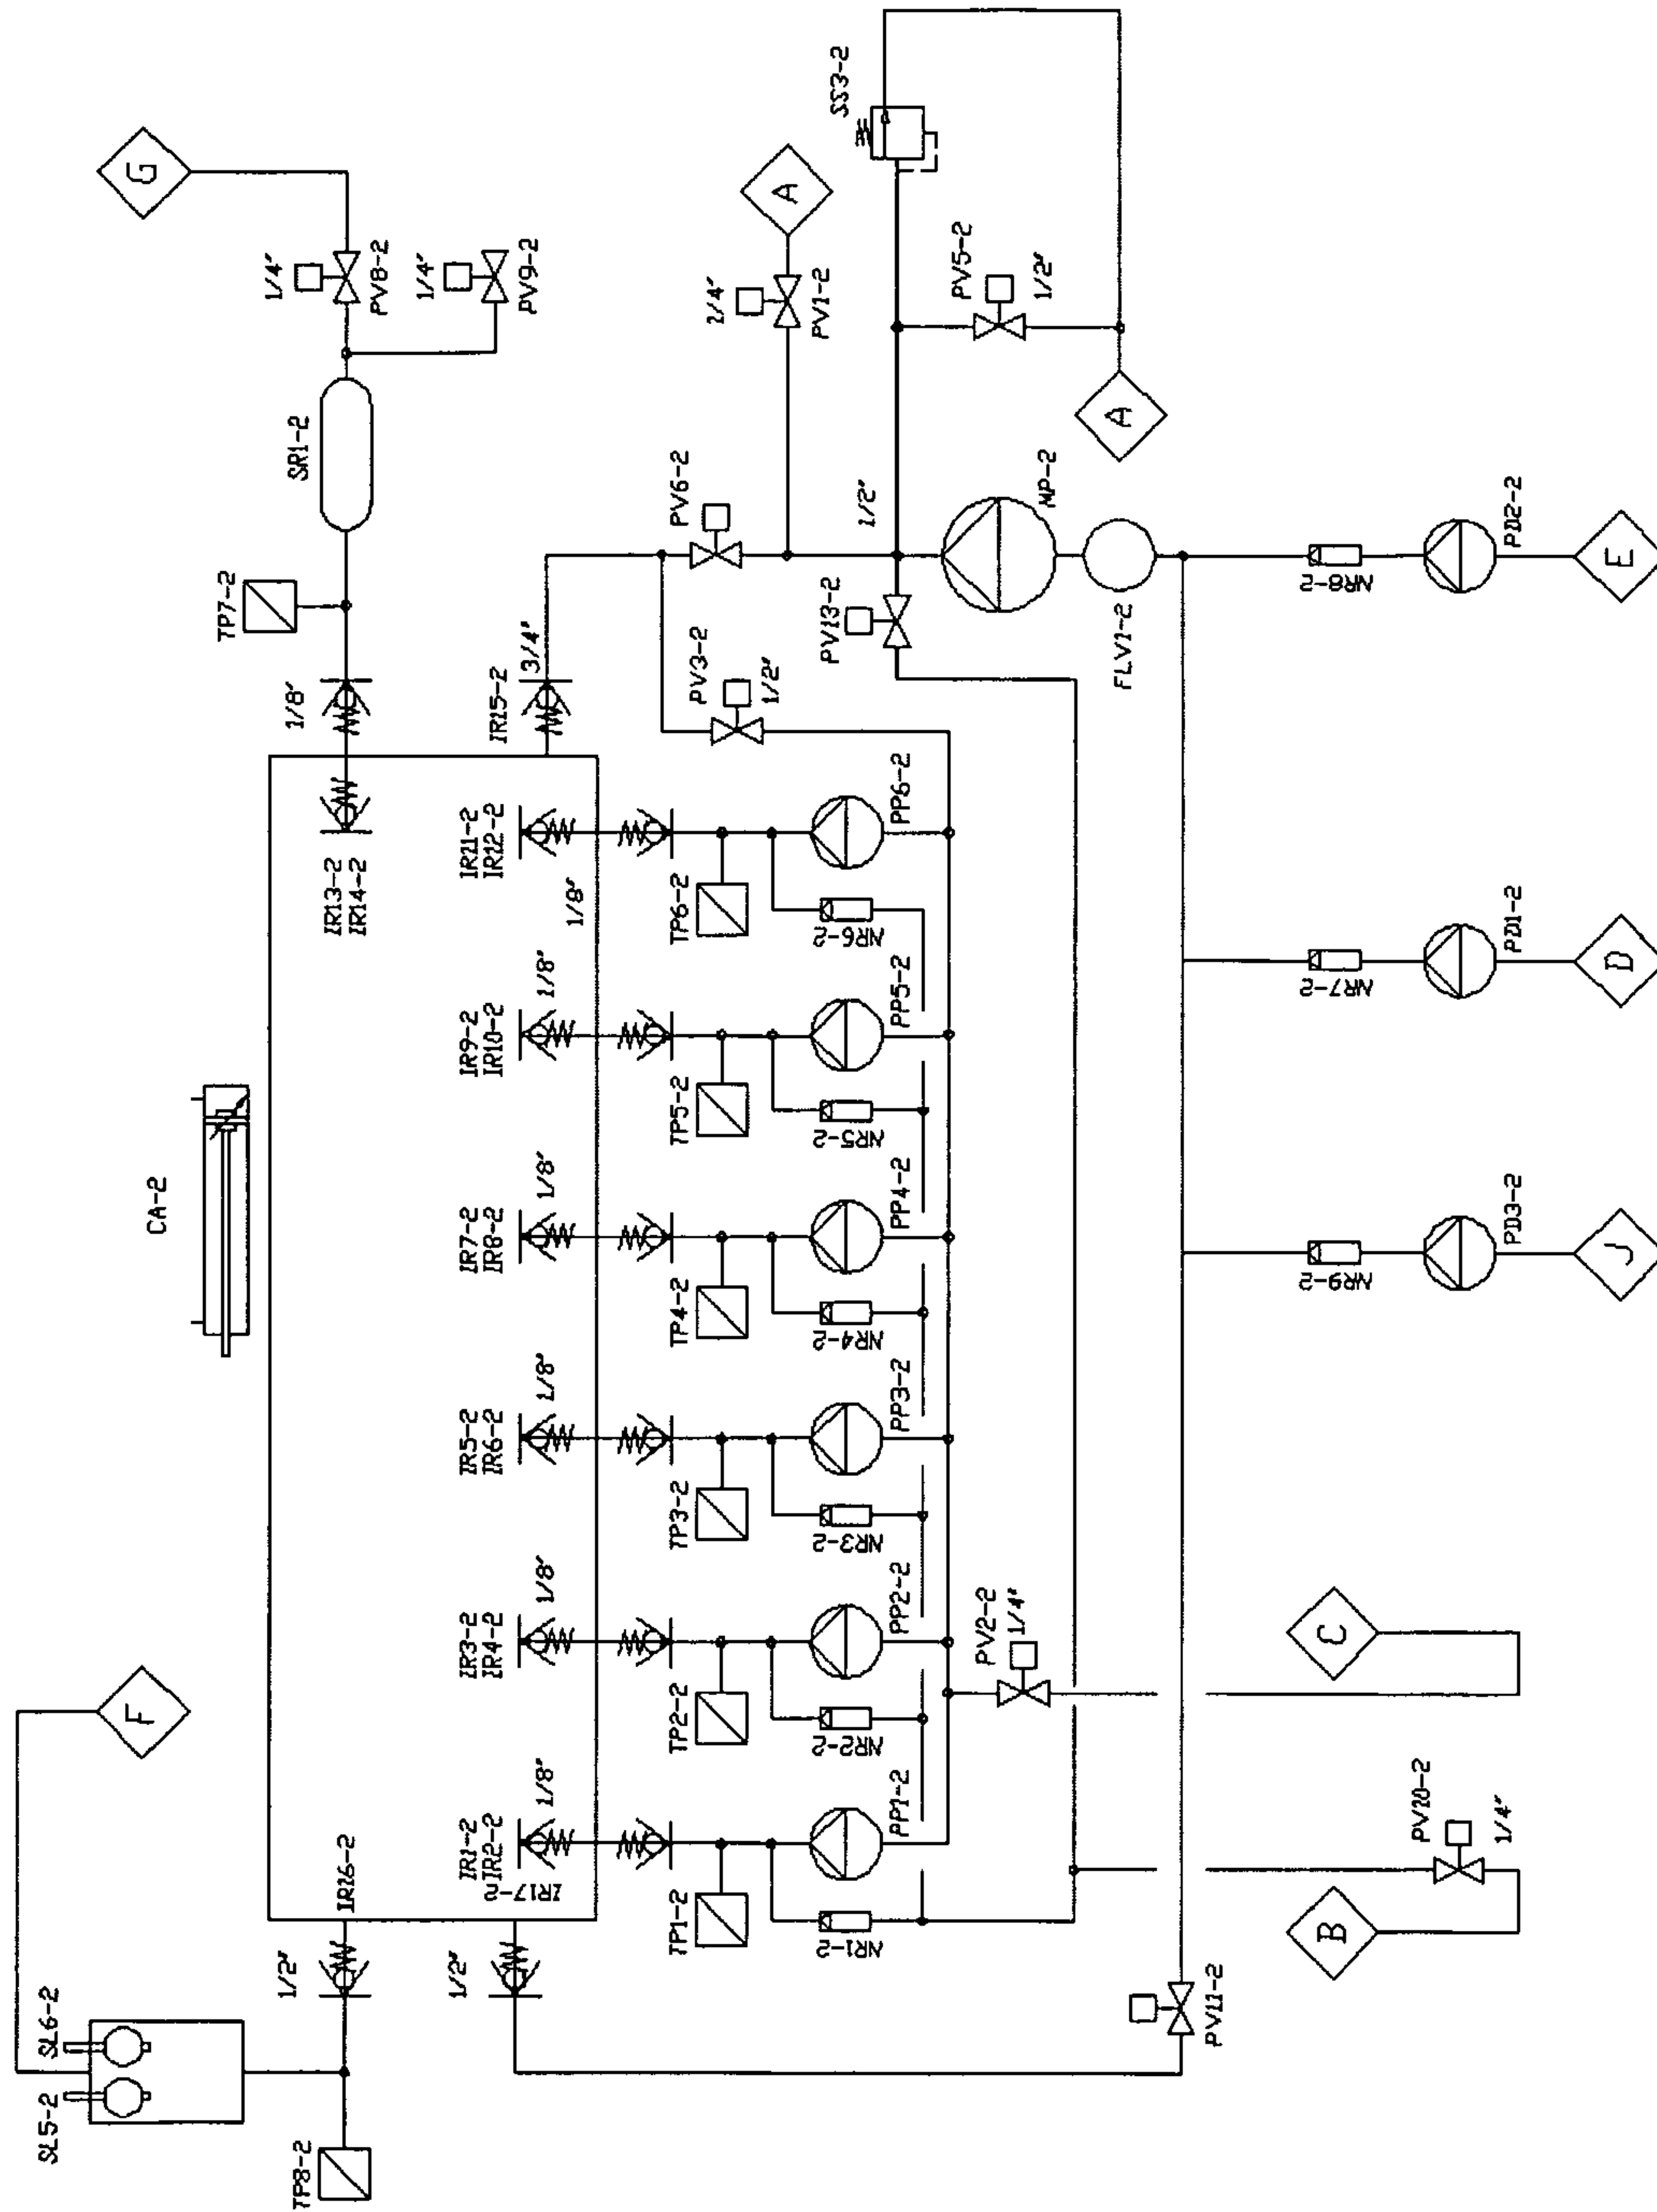 SL5-2
SL6-2
F
CA-2
G
TP8-2
1/2"
IR16-2
IR13-2
IR14-2
1/8"
TP7-2
SR1-2
1/4"
PV8-2
1/4"
PV9-2
1/2"
IR17-2
IR1-2
IR2-2
1/8"
IR3-2
IR4-2
1/8"
IR5-2
IR6-2
1/8"
IR7-2
IR8-2
1/8"
IR9-2
IR10-2
1/8"
IR11-2
IR12-2
1/8"
IR15-2
3/4"
TP1-2
TP2-2
TP3-2
TP4-2
TP5-2
TP6-2
PV3-2
1/2"
PV6-2
1/4"
PV1-2
A
NR1-2
PP1-2
NR2-2
PP2-2
NR3-2
PP3-2
NR4-2
PP4-2
NR5-2
PP5-2
NR6-2
PP6-2
PV13-2
1/2"
SS3-2
PV2-2
1/4"
MP-2
PV5-2
1/2"
FLV1-2
A
PV11-2
B
PV10-2
1/4"
C
NR9-2
NR7-2
NR8-2
PD3-2
PD1-2
PD2-2
J
D
E